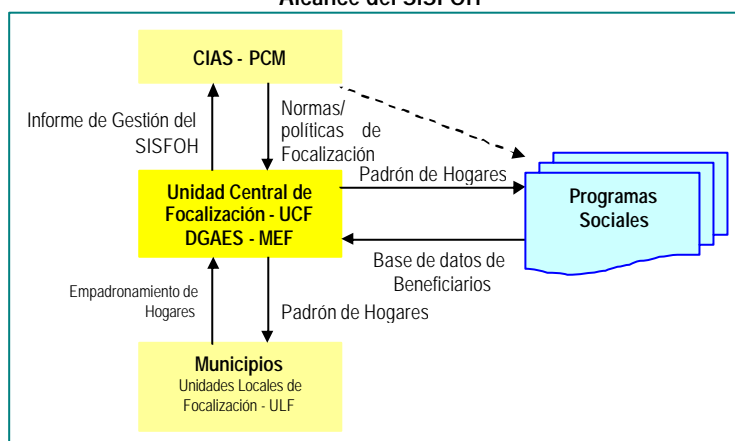 Alcance del SISFOH
CIAS - PCM
Informe de Gestión del
SISFOH
Normas/
políticas de
Focalización
Padrón de Hogares
Unidad Central de
Focalización - UCF
DGAES - MEF
Programas
Sociales
Base de datos de
Beneficiarios
Empadronamiento de
Hogares
Padrón de Hogares
Municipios
Unidades Locales de
Focalización - ULF